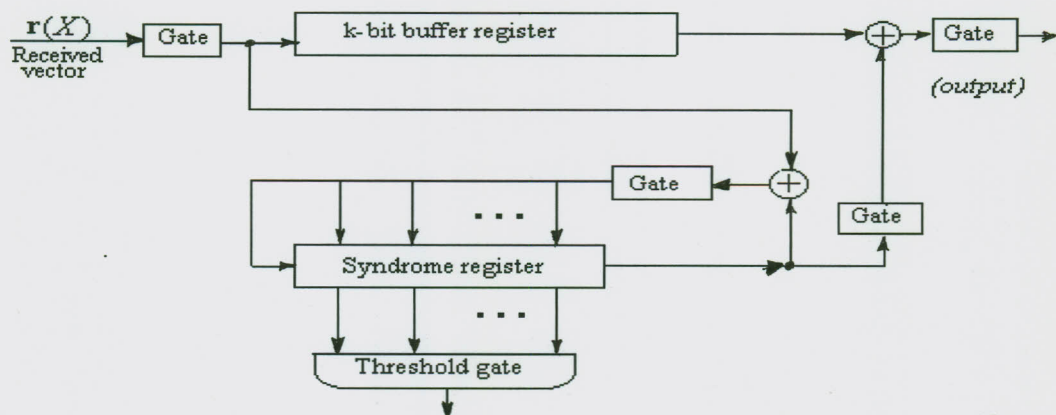 r(X)
Gate
k-bit buffer register
Gate
Received
vector
(output)
Gate
Gate
Syndrome register
Threshold gate